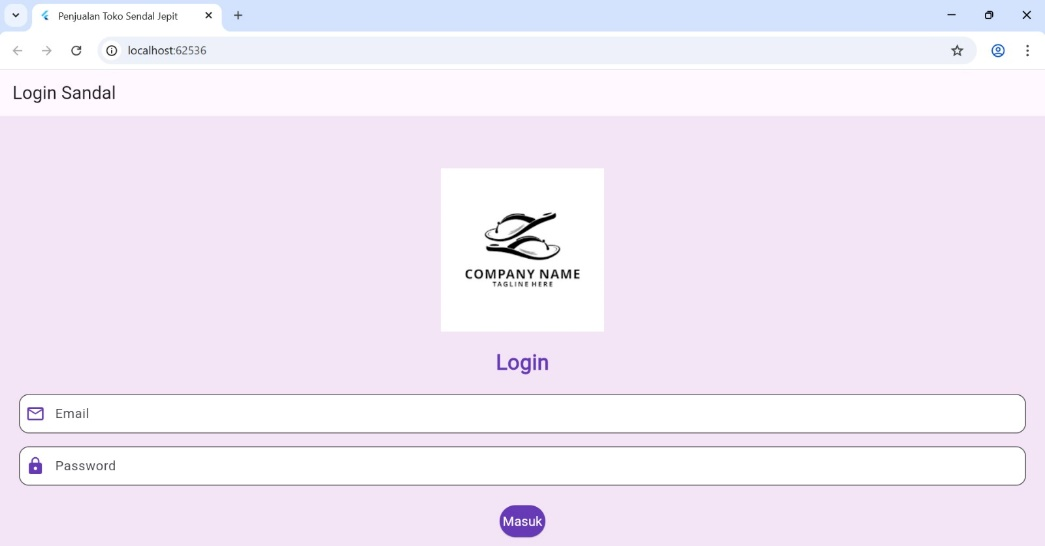 Penjualan Toko Sendal Jepit
localhost:62536
Login Sandal
COMPANY NAME
TAGLINE HERE
Login
Email
Password
Masuk